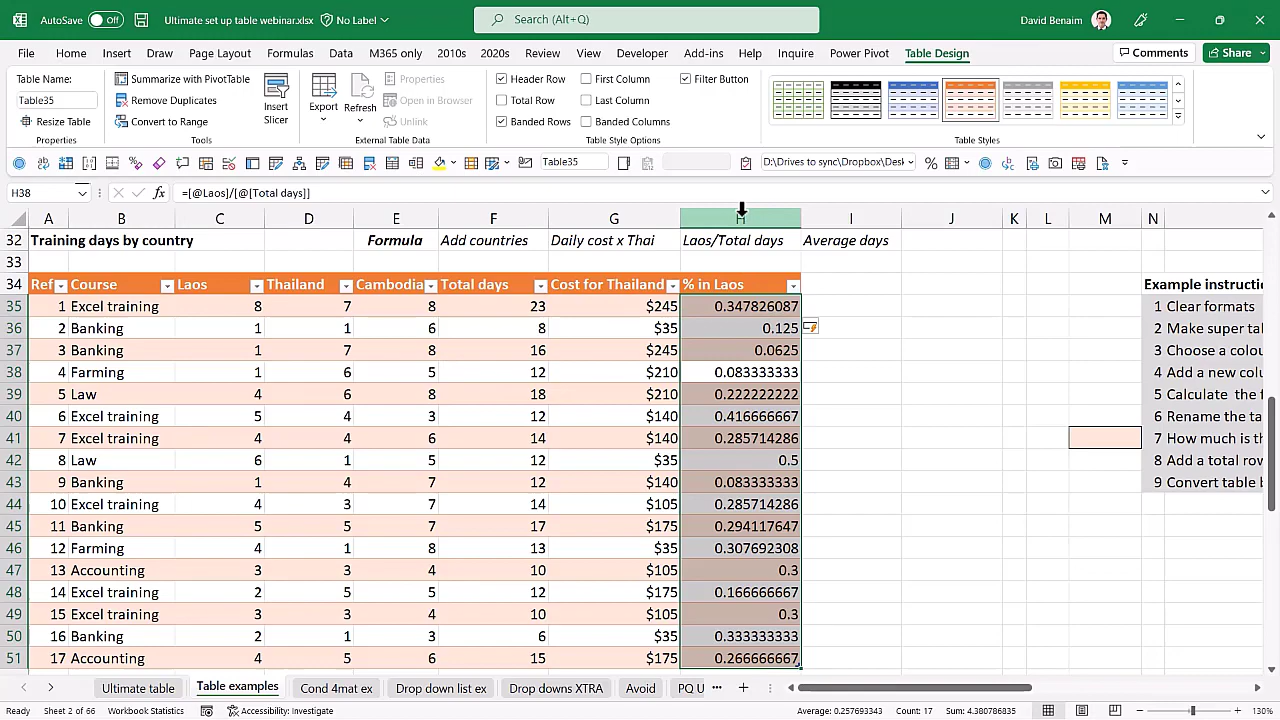 AutoSave Off Ultimate set up table webinar.xlsx No Label Search (Alt+Q) David Benaim
File Home Insert Draw Page Layout Formulas Data M365 only 2010s 2020s Review View Developer Add-ins Help Inquire Power Pivot Table Design Comments Share
Table Name: Summarize with PivotTable Properties Header Row First Column Filter Button
Table35 Remove Duplicates Insert Slicer Export Refresh Open in Browser Total Row Last Column
Resize Table Convert to Range Unlink Banded Rows Banded Columns
Properties Tools External Table Data Table Style Options Table Styles
Table35 D:\Drives to sync\Dropbox\Desk
H38 fx =[@Laos]/[@[Total days]]
A B C D E F G H I J K L M N
32 Training days by country Formula Add countries Daily cost x Thai Laos/Total days Average days
33
34 Ref Course Laos Thailand Cambodia Total days Cost for Thailand % in Laos Example instructio
35 1 Excel training 8 7 8 23 $245 0.347826087 1 Clear formats
36 2 Banking 1 1 6 8 $35 0.125 2 Make super tal
37 3 Banking 1 7 8 16 $245 0.0625 3 Choose a colou
38 4 Farming 1 6 5 12 $210 0.083333333 4 Add a new colu
39 5 Law 4 6 8 18 $210 0.222222222 5 Calculate the f
40 6 Excel training 5 4 3 12 $140 0.416666667 6 Rename the ta
41 7 Excel training 4 4 6 14 $140 0.285714286 7 How much is th
42 8 Law 6 1 5 12 $35 0.5 8 Add a total row
43 9 Banking 1 4 7 12 $140 0.083333333 9 Convert table b
44 10 Excel training 4 3 7 14 $105 0.285714286
45 11 Banking 5 5 7 17 $175 0.294117647
46 12 Farming 4 1 8 13 $35 0.307692308
47 13 Accounting 3 3 4 10 $105 0.3
48 14 Excel training 2 5 5 12 $175 0.166666667
49 15 Excel training 3 3 4 10 $105 0.3
50 16 Banking 2 1 3 6 $35 0.333333333
51 17 Accounting 4 5 6 15 $175 0.266666667
Ultimate table Table examples Cond 4mat ex Drop down list ex Drop downs XTRA Avoid PQ U
Ready Sheet 2 of 66 Workbook Statistics Accessibility: Investigate Average: 0.257693343 Count: 17 Sum: 4.380786835 130%